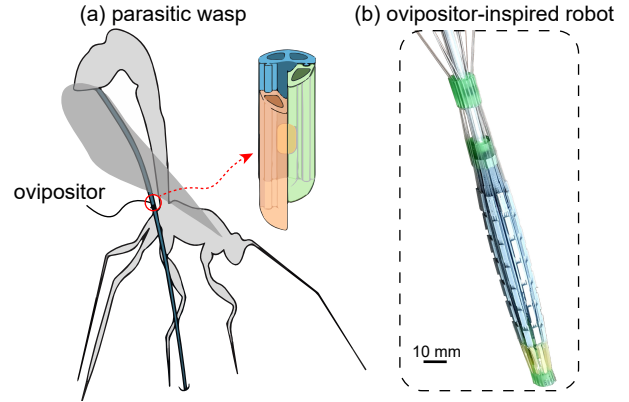 (a) parasitic wasp
(b) ovipositor-inspired robot
ovipositor
10 mm